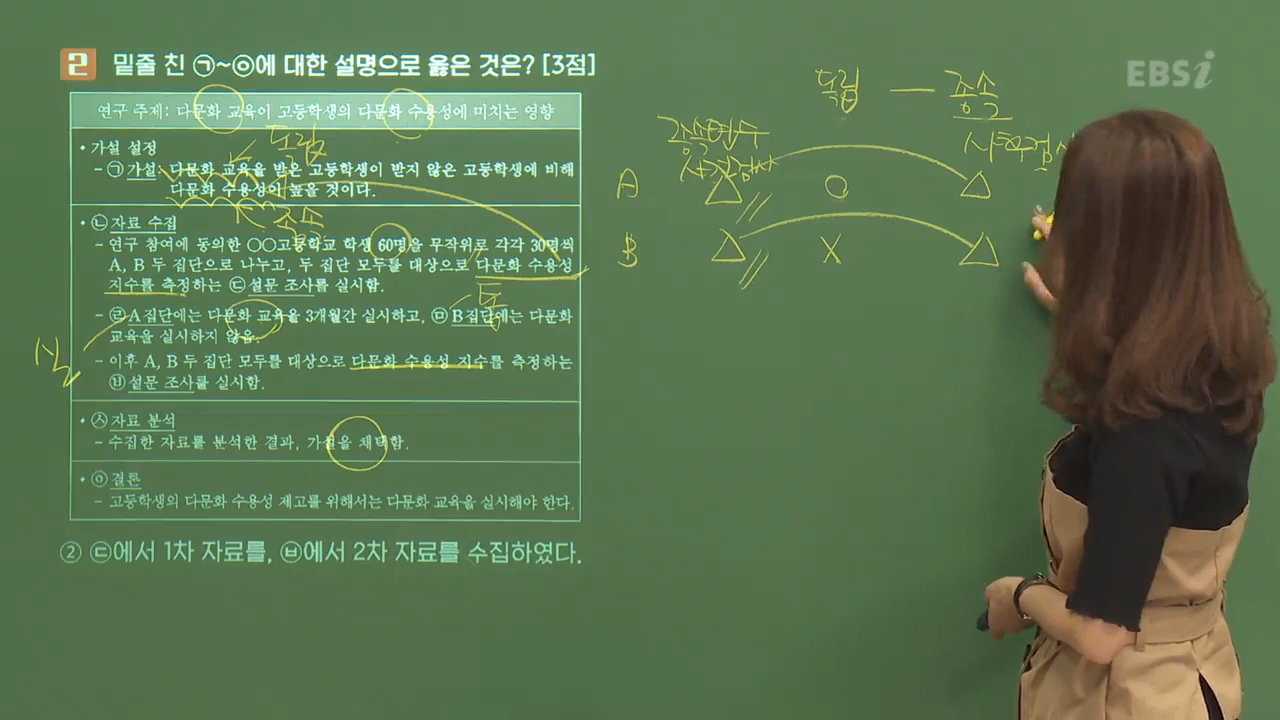 2 밑줄 친 ㉠~㉧에 대한 설명으로 옳은 것은? [3점]
EBSi
연구 주제: 다문화 교육이 고등학생의 다문화 수용성에 미치는 영향
• 가설 설정
– ㉠ 가설: 다문화 교육을 받은 고등학생이 받지 않은 고등학생에 비해
다문화 수용성이 높을 것이다.
• ㉡ 자료 수집
– 연구 참여에 동의한 ○○고등학교 학생 60명을 무작위로 각각 30명씩
A, B 두 집단으로 나누고, 두 집단 모두를 대상으로 다문화 수용성
지수를 측정하는 ㉢ 설문 조사를 실시함.
– ㉣ A집단에는 다문화 교육을 3개월간 실시하고, ㉤ B집단에는 다문화
교육을 실시하지 않음.
– 이후 A, B 두 집단 모두를 대상으로 다문화 수용성 지수를 측정하는
㉥ 설문 조사를 실시함.
• ㉦ 자료 분석
– 수집한 자료를 분석한 결과, 가설을 채택함.
• ㉧ 결론
– 고등학생의 다문화 수용성 제고를 위해서는 다문화 교육을 실시해야 한다.
② ㉢에서 1차 자료를, ㉥에서 2차 자료를 수집하였다.
독립
종속
실
통
독립 — 종속
종속변수
사전검사
사후검사
A △ ○ △
B △ X △